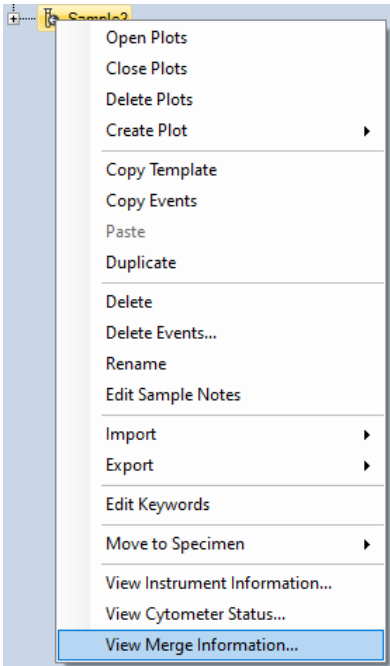 Sample3
Open Plots
Close Plots
Delete Plots
Create Plot
Copy Template
Copy Events
Paste
Duplicate
Delete
Delete Events...
Rename
Edit Sample Notes
Import
Export
Edit Keywords
Move to Specimen
View Instrument Information...
View Cytometer Status...
View Merge Information...